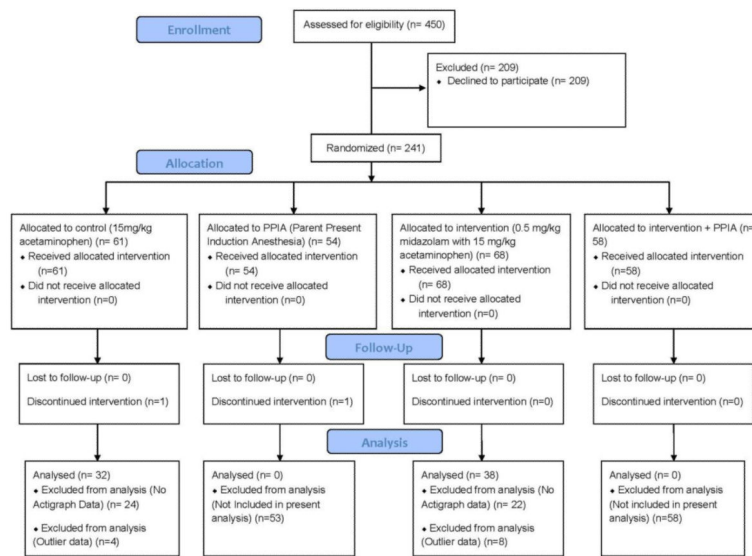 Enrollment
Assessed for eligibility (n= 450)
Excluded (n= 209)
♦ Declined to participate (n= 209)
Randomized (n= 241)
Allocation
Allocated to control (15mg/kg
acetaminophen) (n= 61)
♦ Received allocated intervention
(n=61)
♦ Did not receive allocated
intervention (n=0)
Allocated to PPIA (Parent Present
Induction Anesthesia) (n= 54)
♦ Received allocated intervention
(n= 54)
♦ Did not receive allocated
intervention (n=0)
Allocated to intervention (0.5 mg/kg
midazolam with 15 mg/kg
acetaminophen) (n= 68)
♦ Received allocated intervention
(n= 68)
♦ Did not receive allocated
intervention (n=0)
Allocated to intervention + PPIA (n=
58)
♦ Received allocated intervention
(n=58)
♦ Did not receive allocated
intervention (n=0)
Follow-Up
Lost to follow-up (n= 0)
Discontinued intervention (n=1)
Lost to follow-up (n= 0)
Discontinued intervention (n=1)
Lost to follow-up (n= 0)
Discontinued intervention (n=0)
Lost to follow-up (n= 0)
Discontinued intervention (n=0)
Analysis
Analysed (n= 32)
♦ Excluded from analysis (No
Actigraph Data) (n= 24)
♦ Excluded from analysis
(Outlier data) (n=4)
Analysed (n= 0)
♦ Excluded from analysis
(Not Included in present
analysis) (n=53)
Analysed (n= 38)
♦ Excluded from analysis (No
Actigraph Data) (n= 22)
♦ Excluded from analysis
(Outlier data) (n=8)
Analysed (n= 0)
♦ Excluded from analysis
(Not included in present
analysis) (n=58)